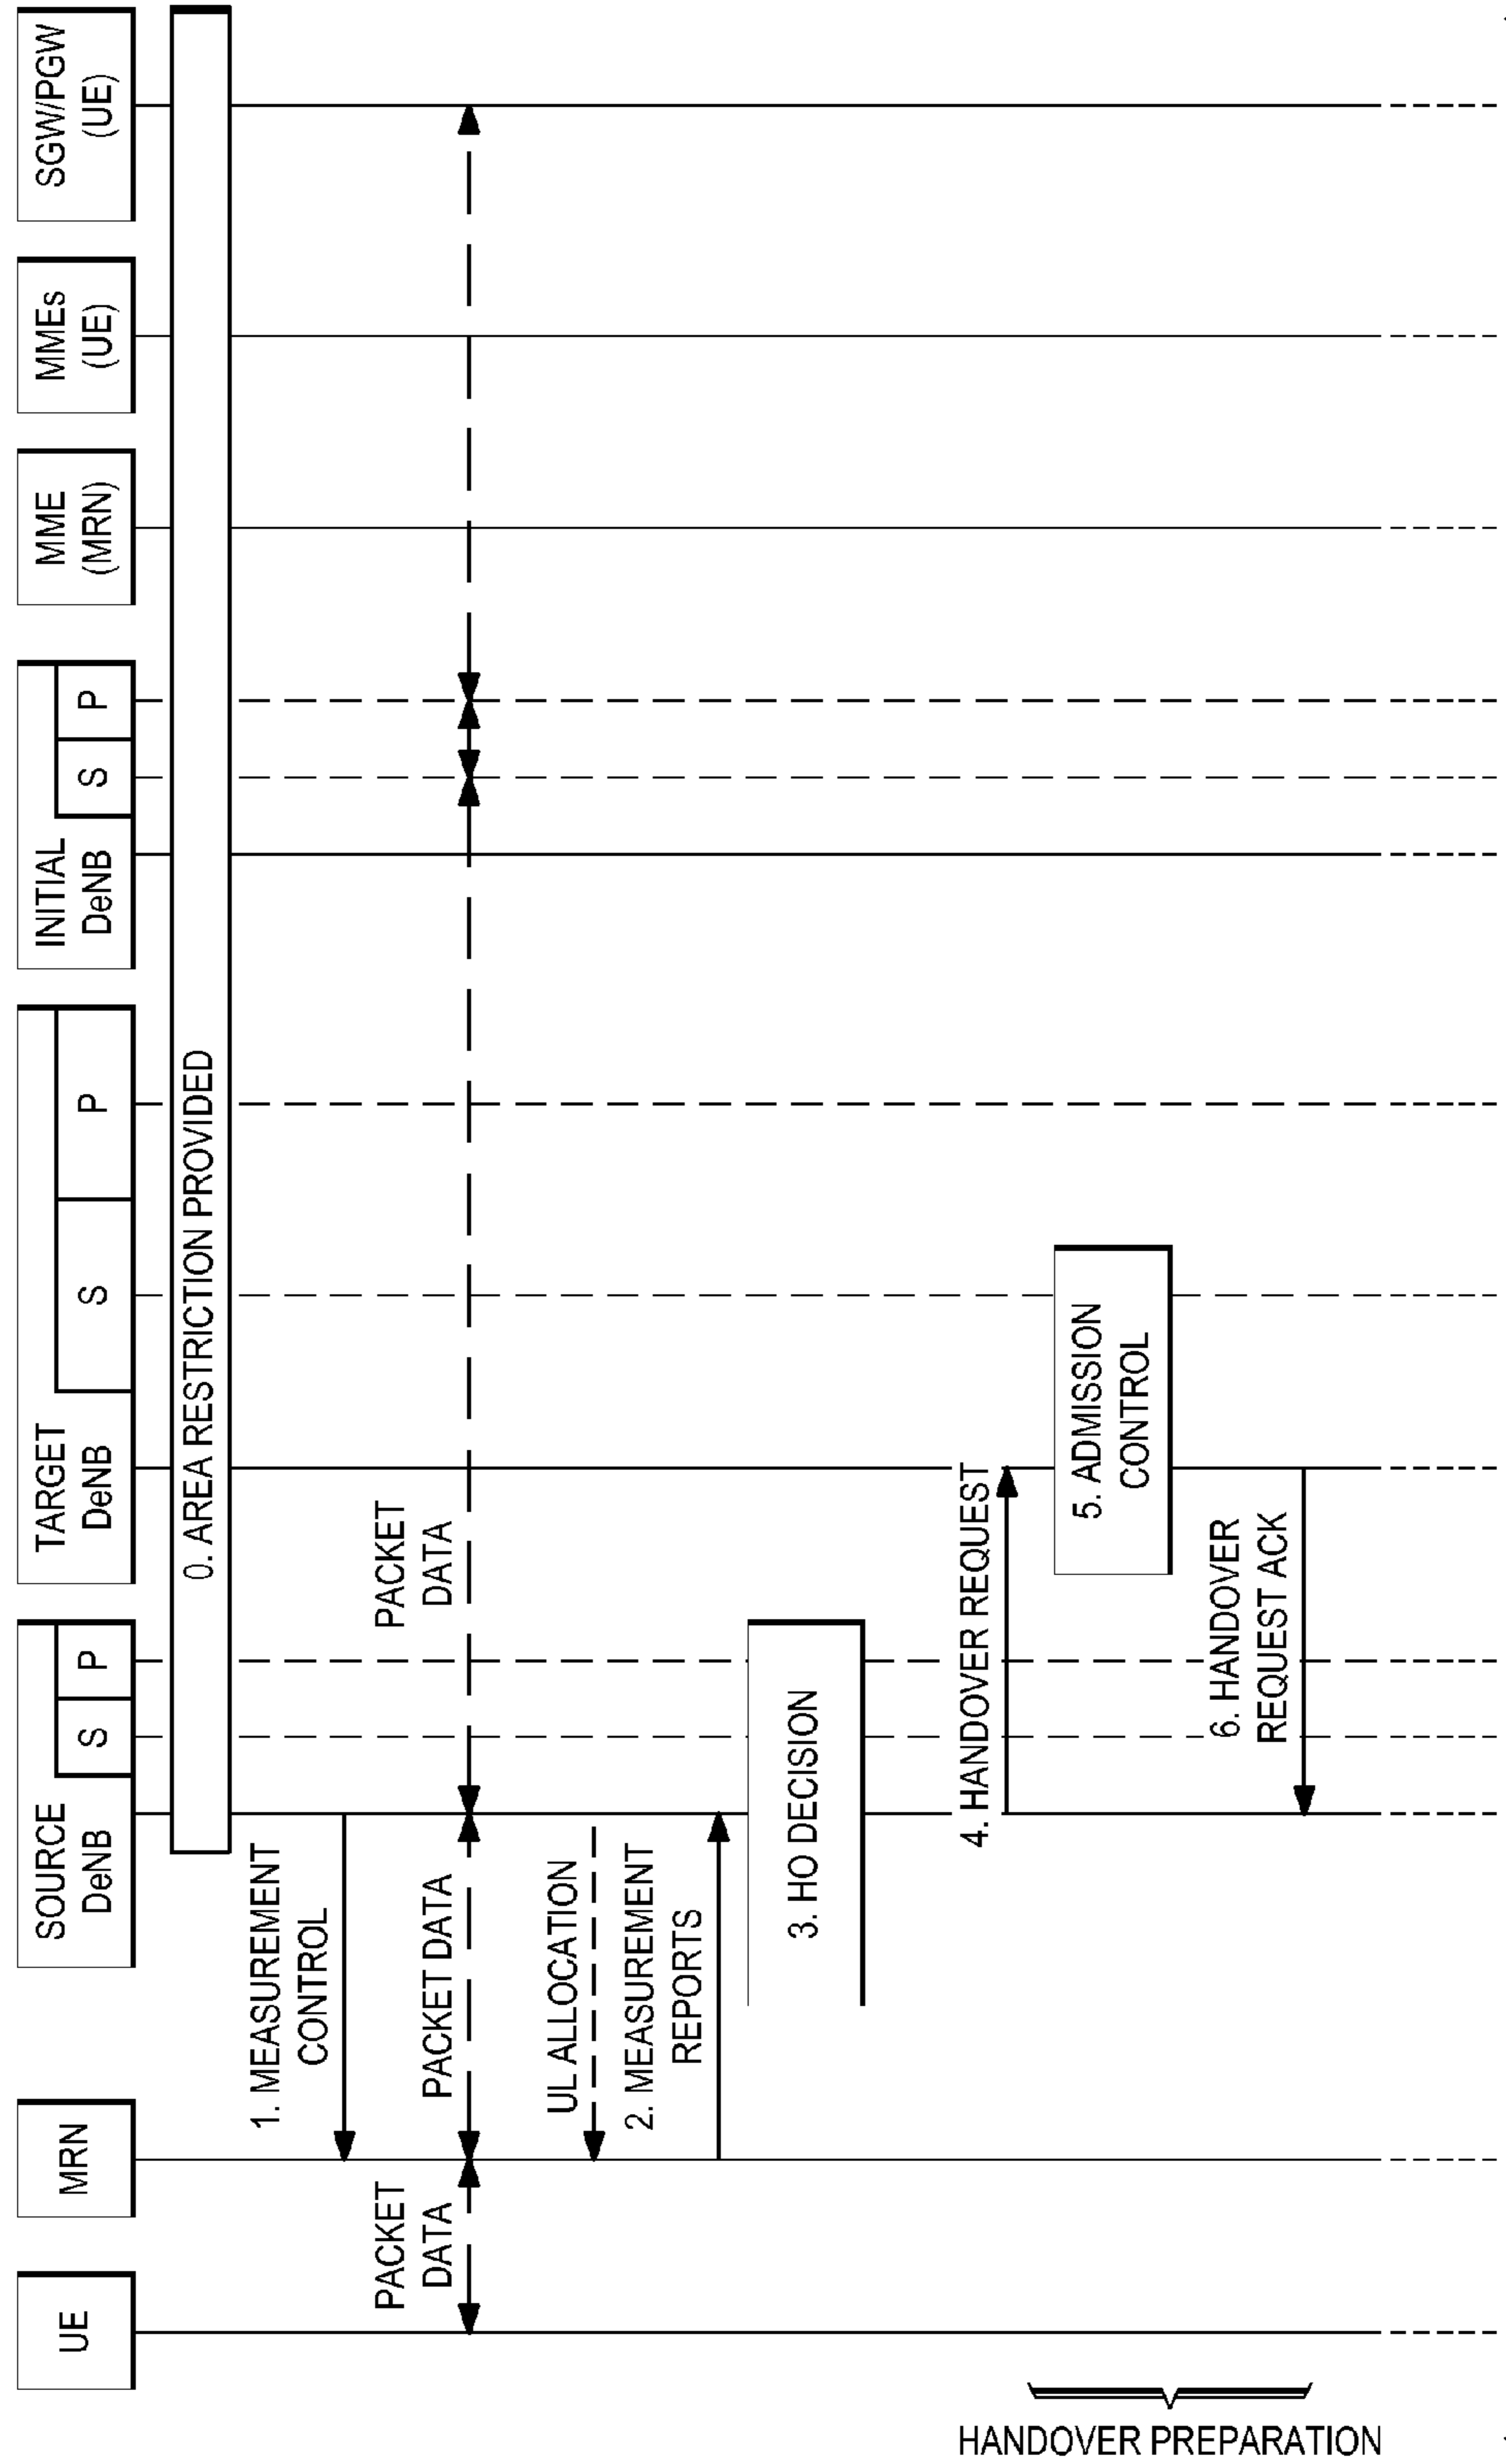 UE
MRN
SOURCE
DeNB
S
P
TARGET
DeNB
S
P
INITIAL
DeNB
S
P
MME
(MRN)
MMEs
(UE)
SGW/PGW
(UE)
0. AREA RESTRICTION PROVIDED
1. MEASUREMENT
CONTROL
PACKET
DATA
PACKET DATA
PACKET
DATA
UL ALLOCATION
2. MEASUREMENT
REPORTS
3. HO DECISION
4. HANDOVER REQUEST
5. ADMISSION
CONTROL
6. HANDOVER
REQUEST ACK
HANDOVER PREPARATION